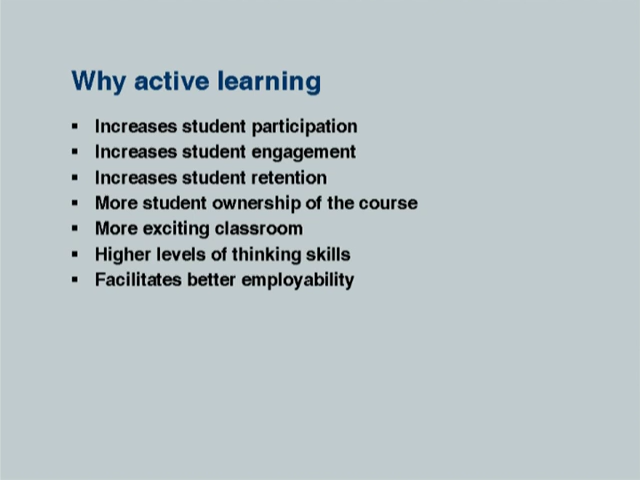 Why active learning
▪ Increases student participation
▪ Increases student engagement
▪ Increases student retention
▪ More student ownership of the course
▪ More exciting classroom
▪ Higher levels of thinking skills
▪ Facilitates better employability